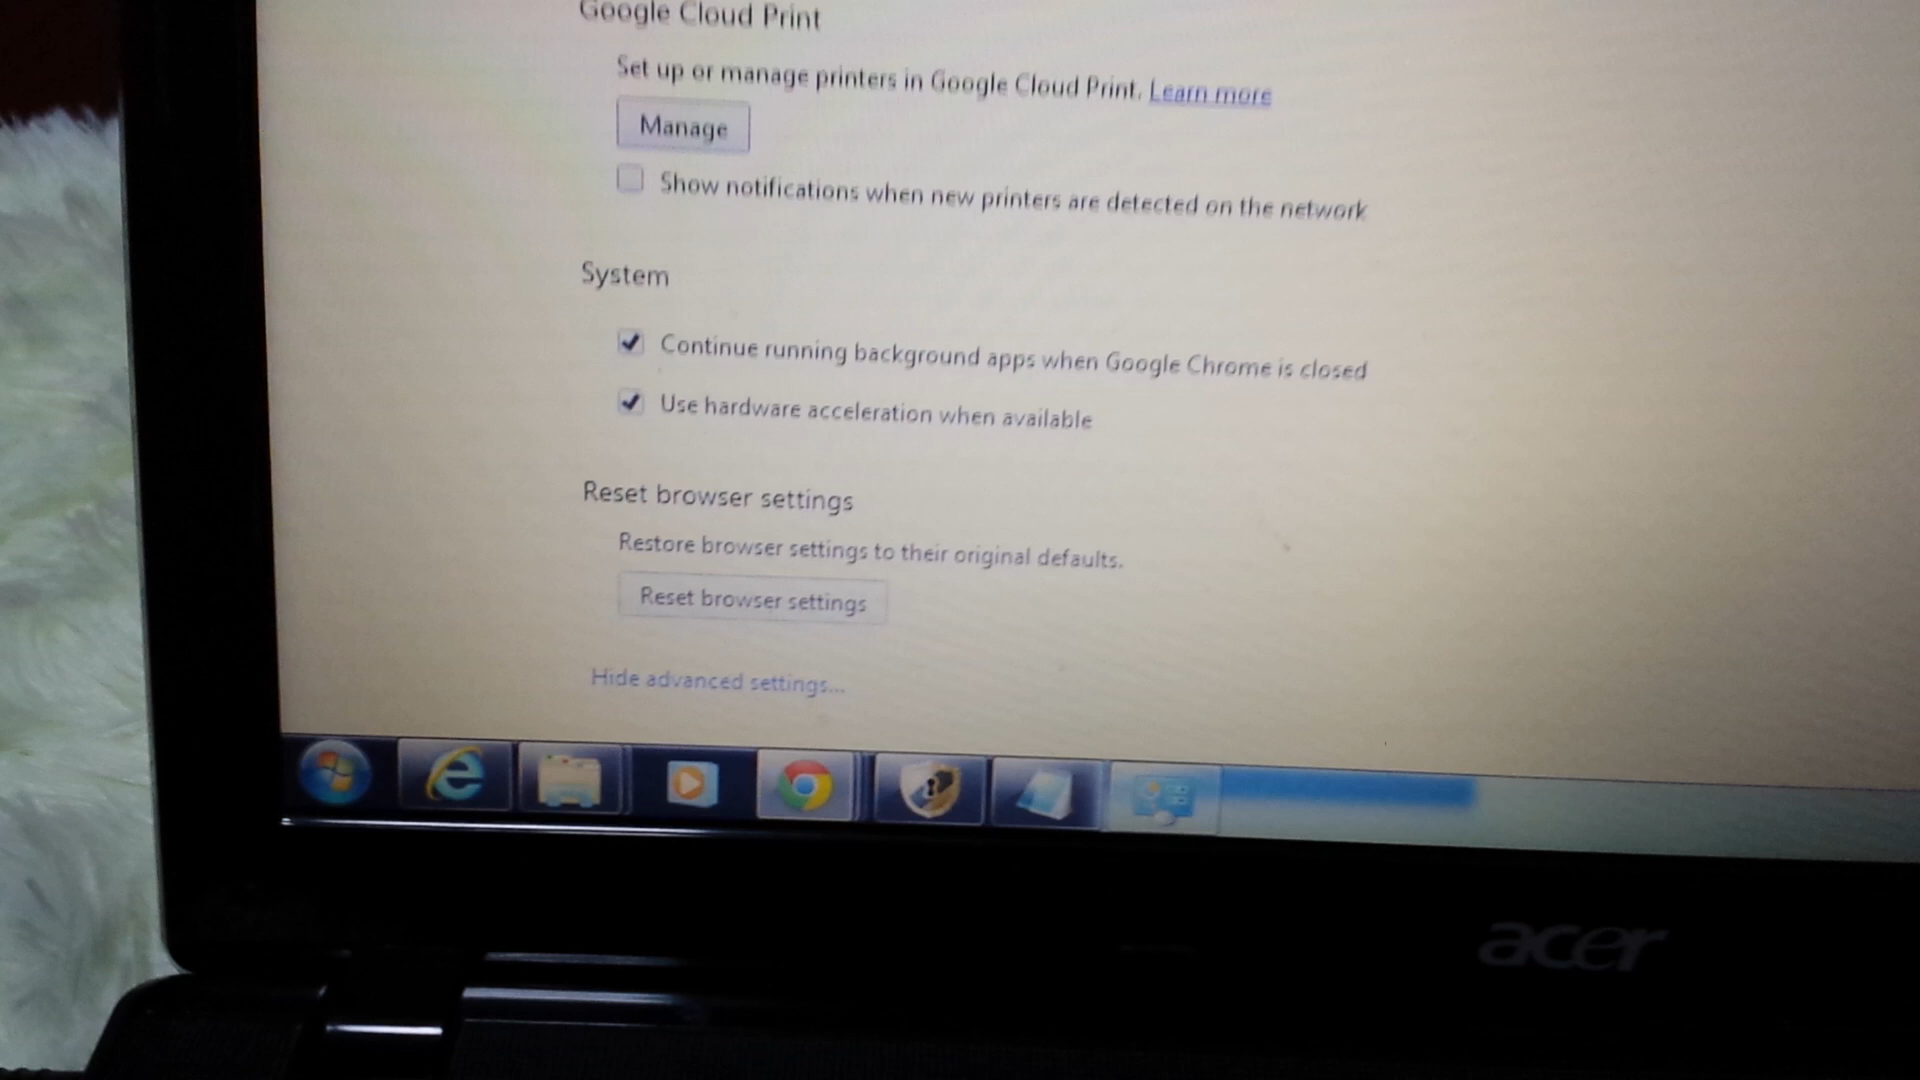 Google Cloud Print
Set up or manage printers in Google Cloud Print. Learn more
Manage
Show notifications when new printers are detected on the network
System
Continue running background apps when Google Chrome is closed
Use hardware acceleration when available
Reset browser settings
Restore browser settings to their original defaults.
Reset browser settings
Hide advanced settings...
acer